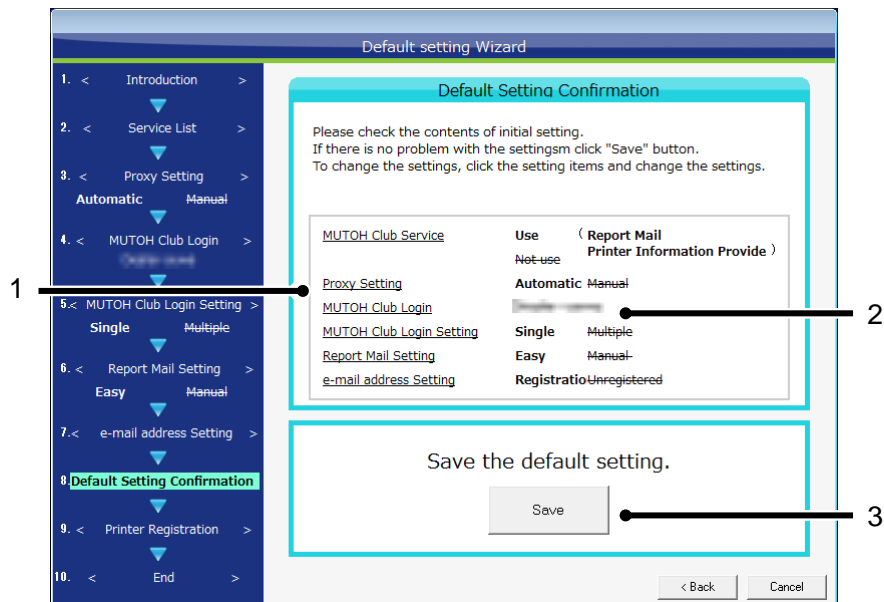 Default setting Wizard
1. < Introduction >
2. < Service List >
3. < Proxy Setting >
Automatic Manual
4. < MUTOH Club Login >
5.< MUTOH Club Login Setting >
Single Multiple
6. < Report Mail Setting >
Easy Manual
7.< e-mail address Setting >
8.Default Setting Confirmation
9. < Printer Registration >
10. < End >
Default Setting Confirmation
Please check the contents of initial setting.
If there is no problem with the settingsm click "Save" button.
To change the settings, click the setting items and change the settings.
MUTOH Club Service Use ( Report Mail
Not use Printer Information Provide )
Proxy Setting Automatic Manual
MUTOH Club Login
MUTOH Club Login Setting Single Multiple
Report Mail Setting Easy Manual
e-mail address Setting Registratio Unregistered
Save the default setting.
Save
< Back Cancel
1
2
3